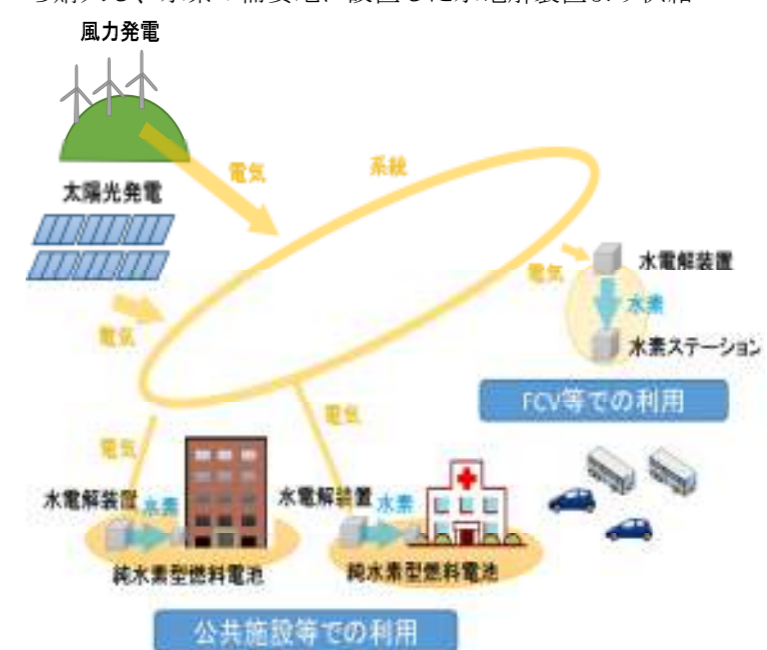 風力発電
電気
系統
太陽光発電
電気
水電解装置
電気
水素
水素ステーション
FCV等での利用
電気
電気
水電解装置
水素
水電解装置
水素
純水素型燃料電池
純水素型燃料電池
公共施設等での利用